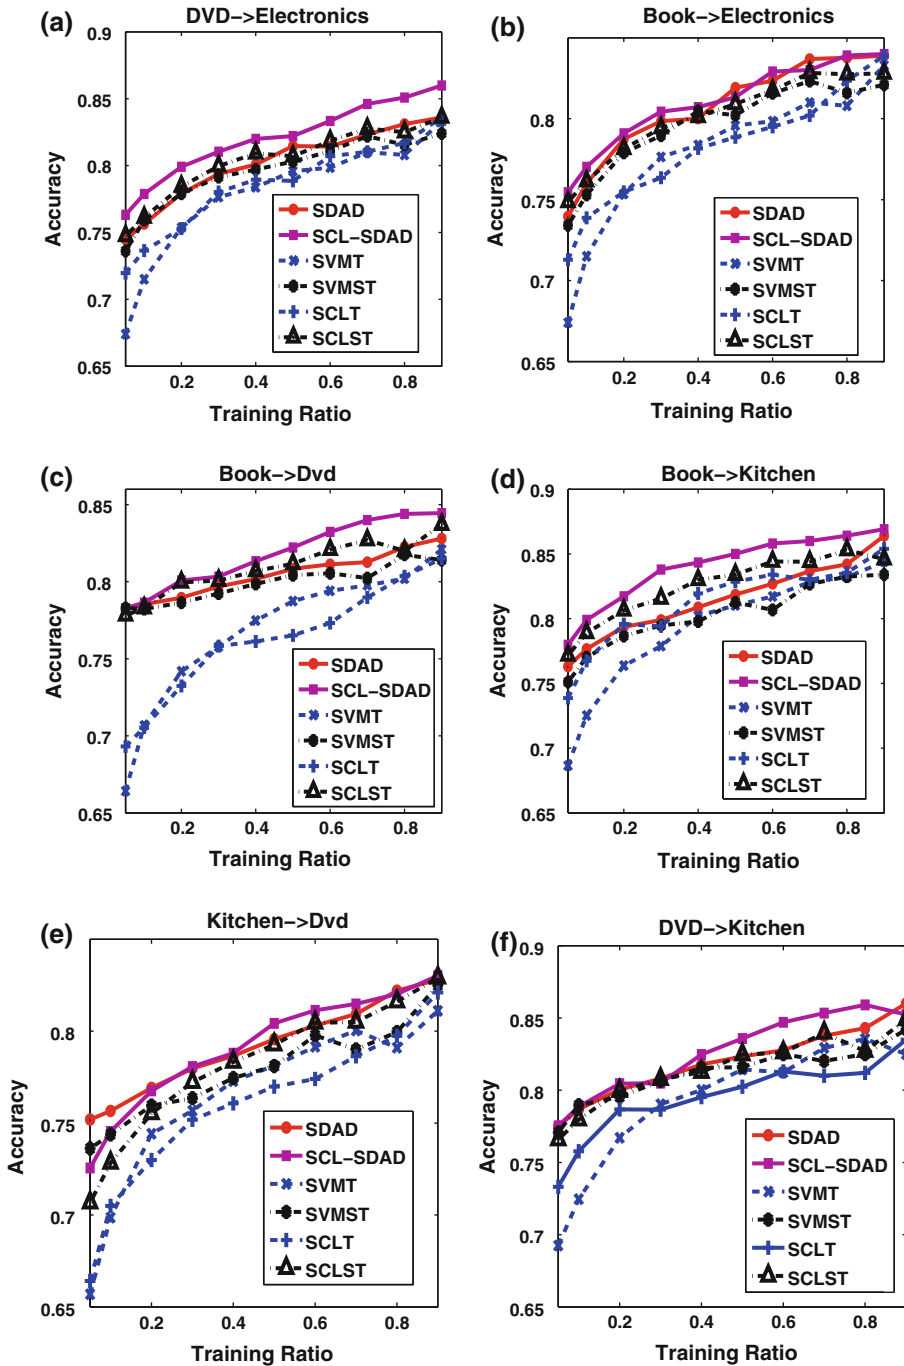 (a)
DVD->Electronics
0.9
0.85
0.8
0.75
0.7
0.65
0.2
0.4
0.6
0.8
Accuracy
Training Ratio
SDAD
SCL-SDAD
SVMT
SVMST
SCLT
SCLST
(b)
Book->Electronics
0.8
0.75
0.7
0.65
0.2
0.4
0.6
0.8
Accuracy
Training Ratio
SDAD
SCL-SDAD
SVMT
SVMST
SCLT
SCLST
(c)
Book->Dvd
0.85
0.8
0.75
0.7
0.65
0.2
0.4
0.6
0.8
Accuracy
Training Ratio
SDAD
SCL-SDAD
SVMT
SVMST
SCLT
SCLST
(d)
Book->Kitchen
0.9
0.85
0.8
0.75
0.7
0.65
0.2
0.4
0.6
0.8
Accuracy
Training Ratio
SDAD
SCL-SDAD
SVMT
SVMST
SCLT
SCLST
(e)
Kitchen->Dvd
0.8
0.75
0.7
0.65
0.2
0.4
0.6
0.8
Accuracy
Training Ratio
SDAD
SCL-SDAD
SVMT
SVMST
SCLT
SCLST
(f)
DVD->Kitchen
0.9
0.85
0.8
0.75
0.7
0.65
0.2
0.4
0.6
0.8
Accuracy
Training Ratio
SDAD
SCL-SDAD
SVMT
SVMST
SCLT
SCLST